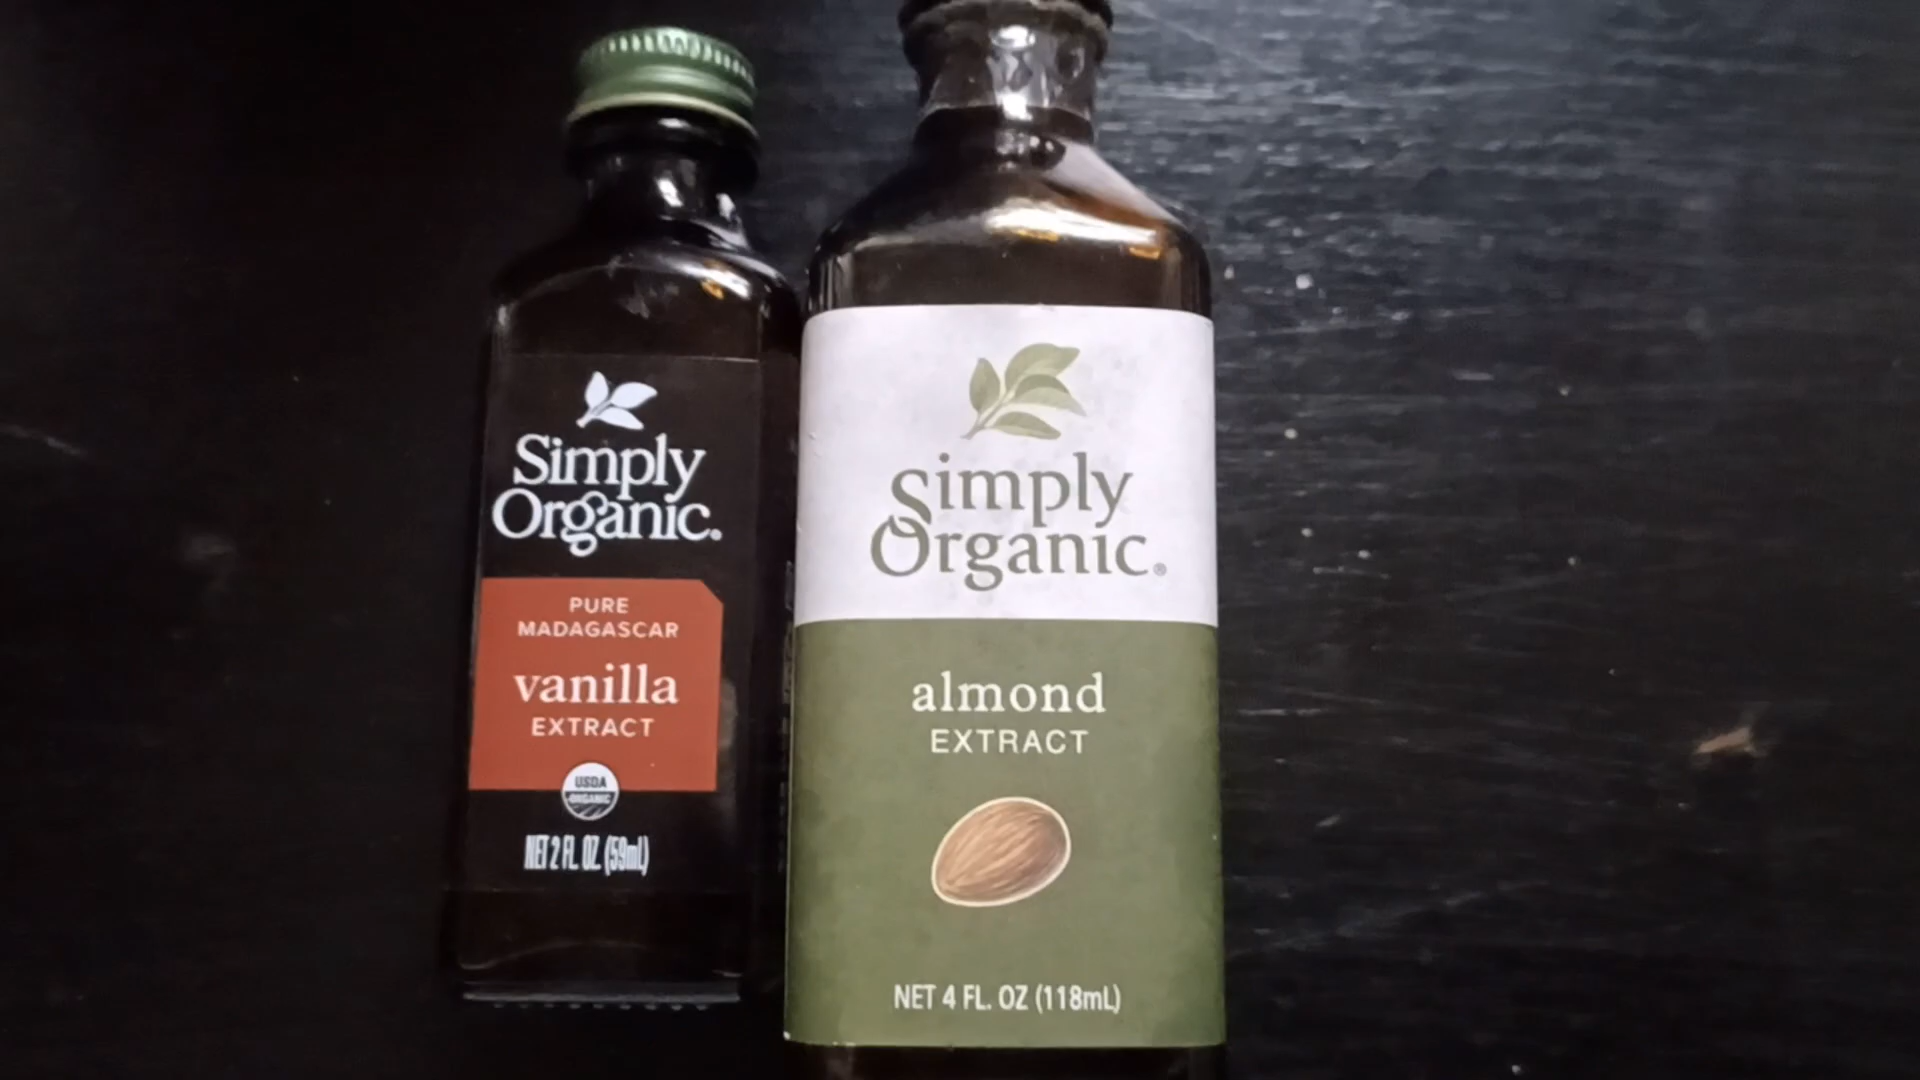 Simply
Organic.
PURE
MADAGASCAR
vanilla
EXTRACT
USDA
ORGANIC
NET 2 FL. OZ. (59mL)
Simply
Organic®
almond
EXTRACT
NET 4 FL. OZ (118mL)